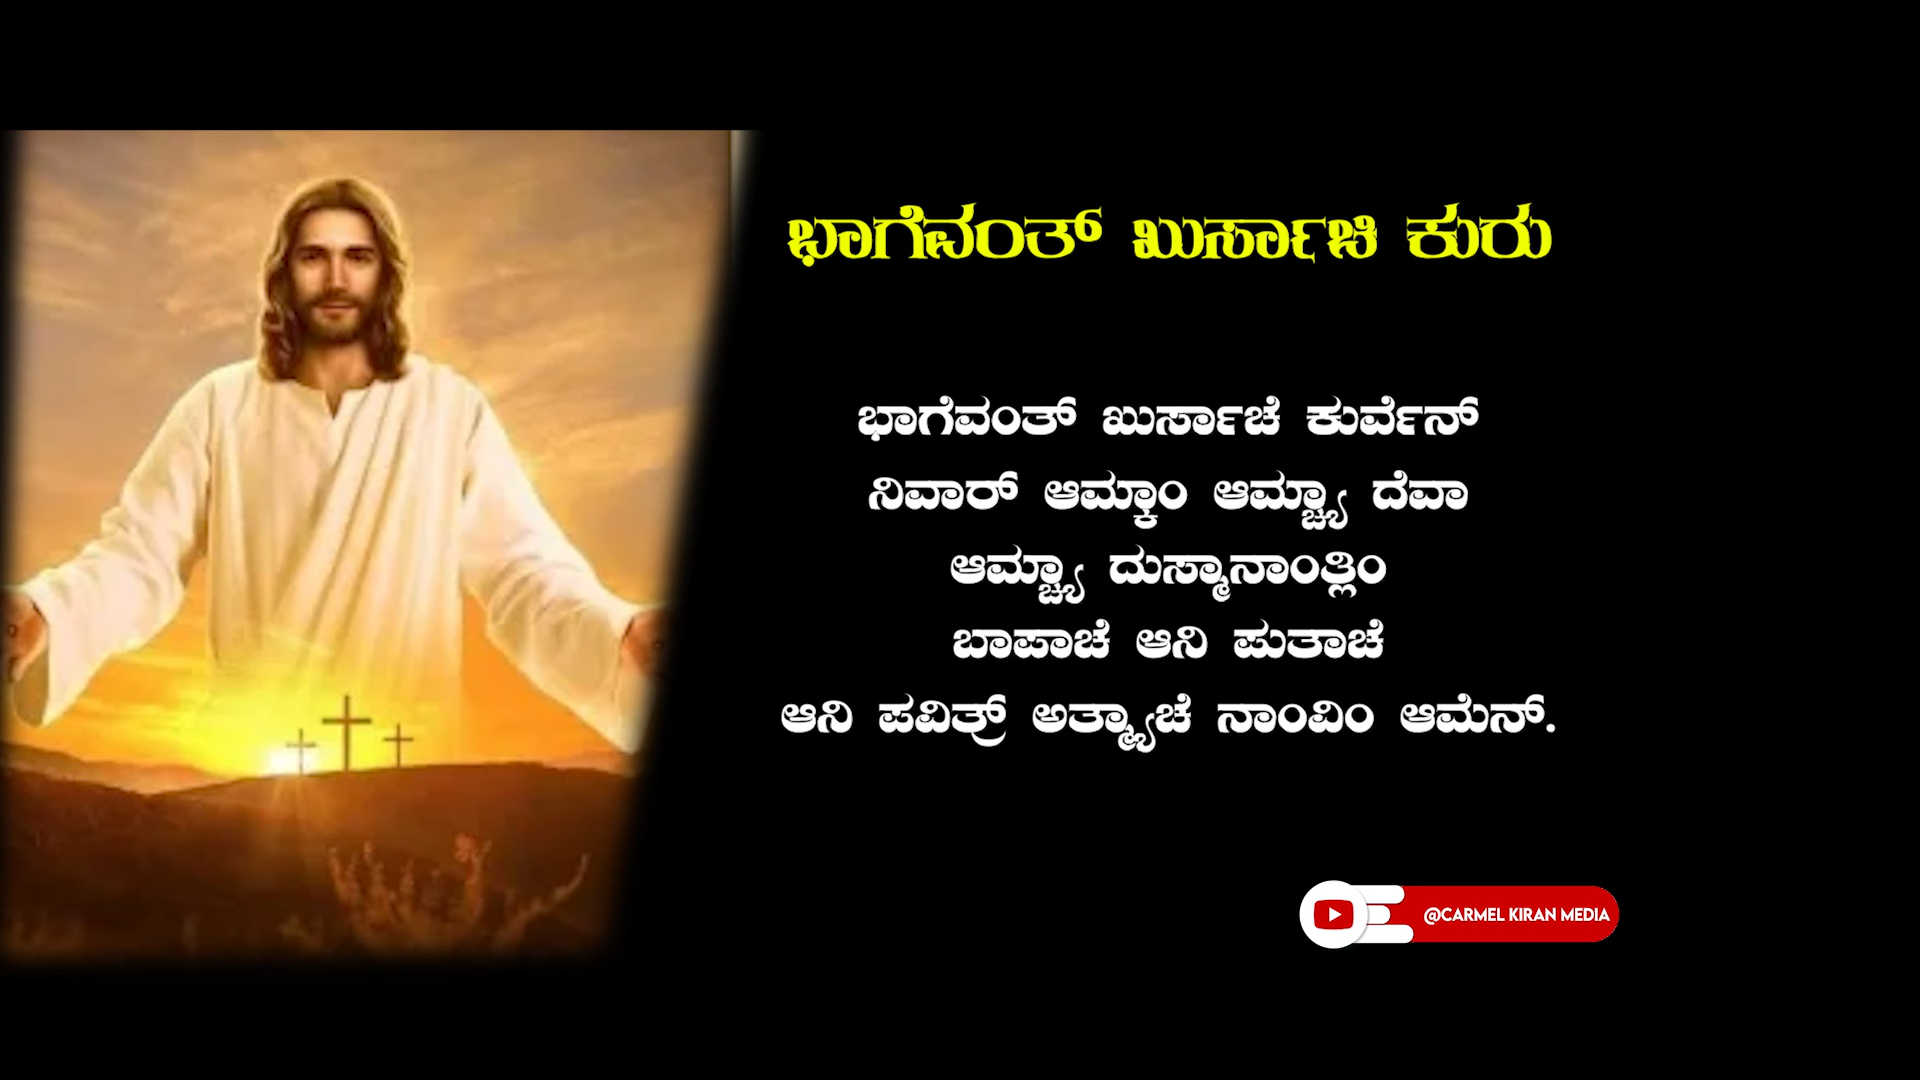 ಭಾಗೆವಂತ್ ಖುರ್ಸಾಚಿ ಕುರು
ಭಾಗೆವಂತ್ ಖುರ್ಸಾಚೆ ಕುರ್ವೆನ್
ನಿವಾರ್ ಆಮ್ಕಾಂ ಆಮ್ಚ್ಯಾ ದೆವಾ
ಆಮ್ಚ್ಯಾ ದುಸ್ಮಾನಾಂತ್ಲಿಂ
ಬಾಪಾಚೆ ಆನಿ ಪುತಾಚೆ
ಆನಿ ಪವಿತ್ರ್ ಅತ್ಮ್ಯಾಚೆ ನಾಂವಿಂ ಆಮೆನ್.
@CARMEL KIRAN MEDIA